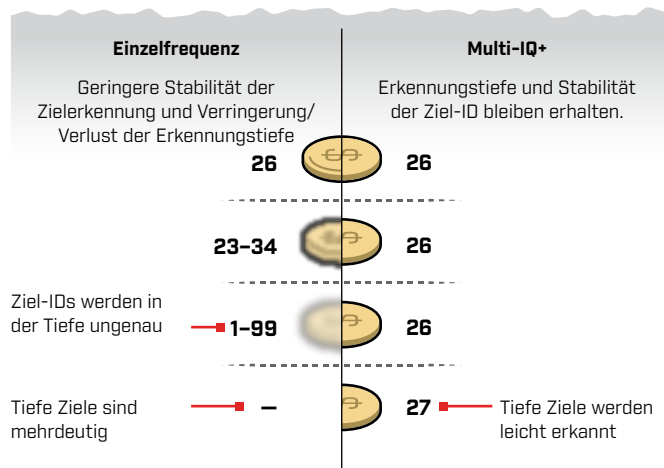 Einzelfrequenz
Geringere Stabilität der
Zielerkennung und Verringerung/
Verlust der Erkennungstiefe
Multi-IQ+
Erkennungstiefe und Stabilität
der Ziel-ID bleiben erhalten.
26
26
23–34
26
Ziel-IDs werden in
der Tiefe ungenau
1–99
26
Tiefe Ziele sind
mehrdeutig
–
27
Tiefe Ziele werden
leicht erkannt